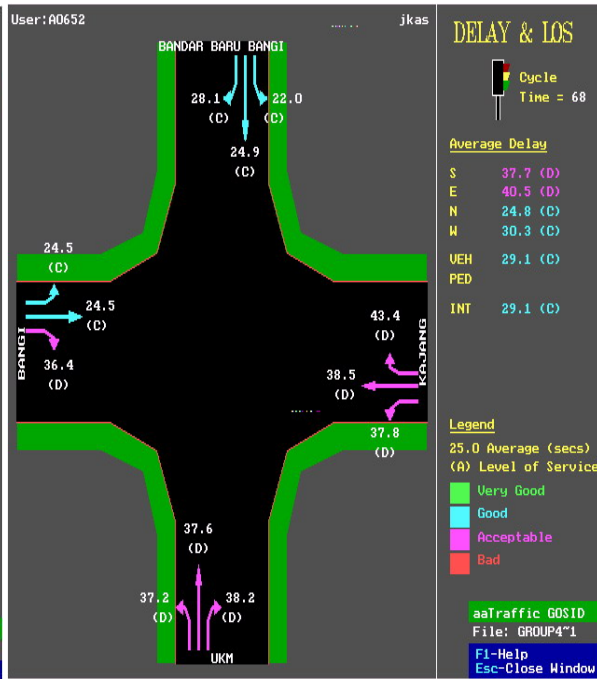 User:A0652
jkas
BANDAR BARU BANGI
28.1
(C)
22.0
(C)
24.9
(C)
24.5
(C)
24.5
(C)
BANGI
36.4
(D)
43.4
(D)
38.5
(D)
KAJANG
37.8
(D)
37.6
(D)
37.2
(D)
38.2
(D)
UKM
DELAY & LOS
Cycle
Time = 68
Average Delay
S 37.7 (D)
E 40.5 (D)
N 24.8 (C)
W 30.3 (C)
VEH 29.1 (C)
PED
INT 29.1 (C)
Legend
25.0 Average (secs)
(A) Level of Service
Very Good
Good
Acceptable
Bad
aaTraffic GOSID
File: GROUP4~1
F1-Help
Esc-Close Window